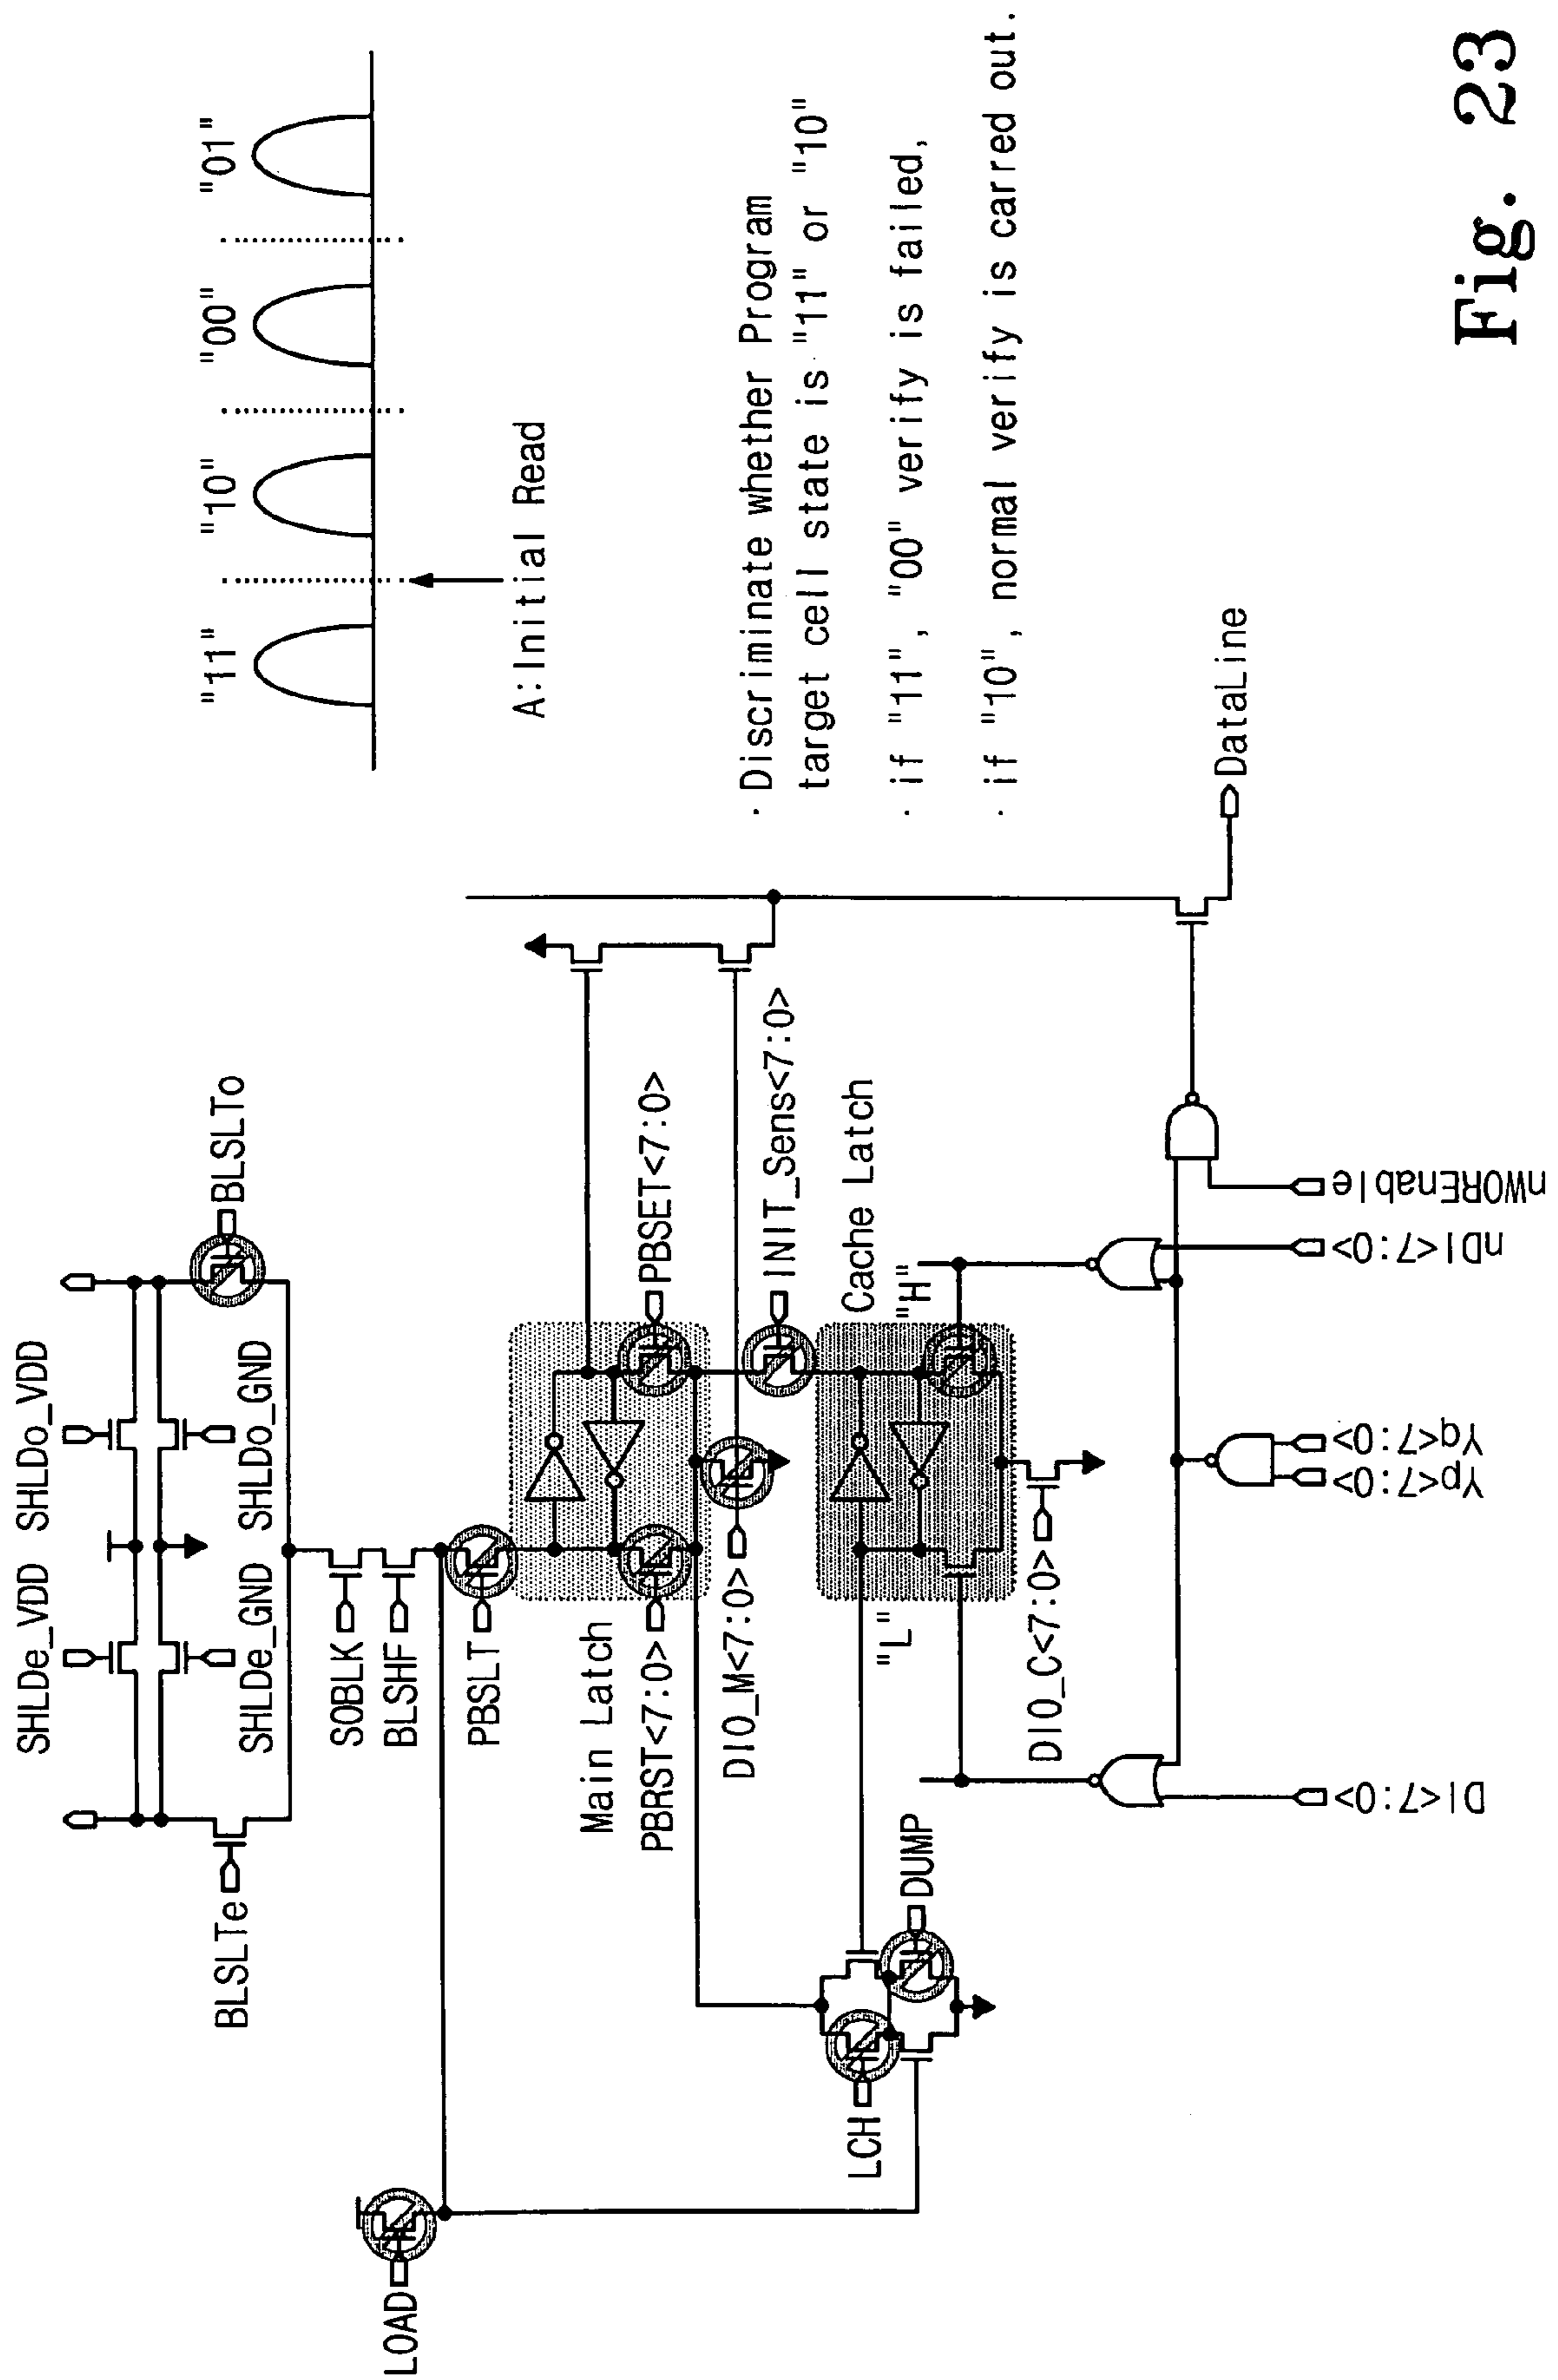 SHLDe_VDD SHLDo_VDD
SHLDe_GND SHLDo_GND
BLSLTe
BLSLTo
SOBLK
BLSHF
LOAD
PBSLT
Main Latch
PBRST<7:0>
PBSET<7:0>
DIO_M<7:0>
INIT_Sens<7:0>
LCH
DUMP
Cache Latch
"L"
"H"
DIO_C<7:0>
DI<7:0>
Yp<7:0>
Yq<7:0>
nDI<7:0>
nWOREnable
DataLine
"11" "10" "00" "01"
A:Initial Read
· Discriminate whether Program
target cell state is "11" or "10"
· if "11", "00" verify is failed,
· if "10", normal verify is carred out.
Fig. 23